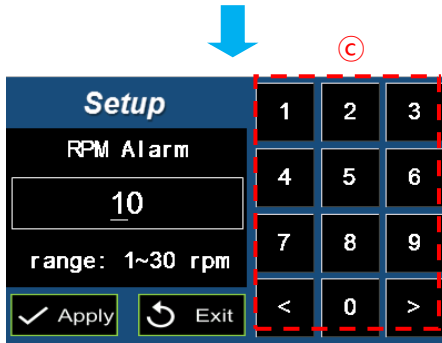 ⓒ
Setup
RPM Alarm
10
range: 1~30 rpm
Apply Exit
1 2 3
4 5 6
7 8 9
< 0 >